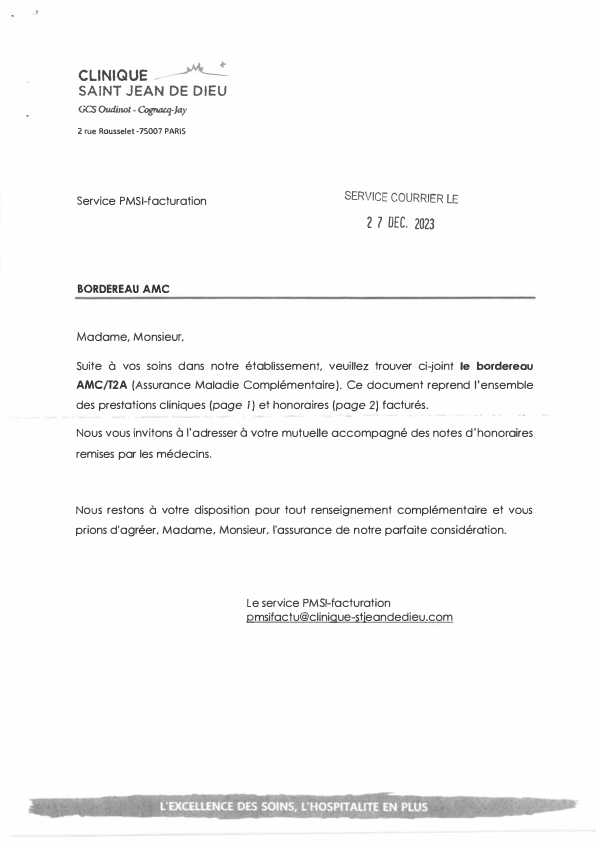 CLINIQUE
SAINT JEAN DE DIEU
GCS Oudinot - Cognacq-Jay
2 rue Rousselet -75007 PARIS
Service PMSI-facturation
SERVICE COURRIER LE
27 DEC. 2023
BORDEREAU AMC
Madame, Monsieur,
Suite à vos soins dans notre établissement, veuillez trouver ci-joint le bordereau
AMC/T2A (Assurance Maladie Complémentaire). Ce document reprend l'ensemble
des prestations cliniques (page 1) et honoraires (page 2) facturés.
Nous vous invitons à l'adresser à votre mutuelle accompagné des notes d'honoraires
remises par les médecins.
Nous restons à votre disposition pour tout renseignement complémentaire et vous
prions d'agréer, Madame, Monsieur, l'assurance de notre parfaite considération.
Le service PMSI-facturation
pmsifactu@clinique-stjeandedieu.com
L'EXCELLENCE DES SOINS, L'HOSPITALITE EN PLUS